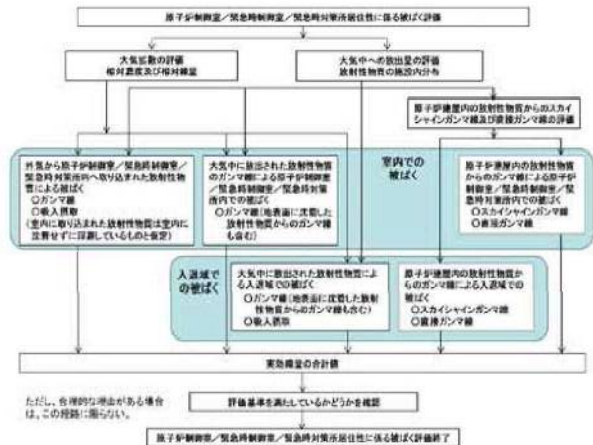 原子炉制御室／緊急時制御室／緊急時対策所居住性に係る被ばく評価
大気拡散の評価
相対濃度及び相対線量
大気中への放出量の評価
放射性物質の施設内分布
原子炉建屋内の放射性物質からのスカイ
シャインガンマ線及び直接ガンマ線の評価
室内での
被ばく
外気から原子炉制御室／緊急時制御室／
緊急時対策所内へ取り込まれた放射性物
質による被ばく
○ガンマ線
○吸入摂取
(室内に取り込まれた放射性物質は室内に
沈着せずに浮遊しているものと仮定)
大気中に放出された放射性物質の
ガンマ線による原子炉制御室／緊
急時制御室／緊急時対策所内での
被ばく
○ガンマ線(地表面に沈着した放
射性物質からのガンマ線も含む)
原子炉建屋内の放射性物質
からのガンマ線による原子炉
制御室／緊急時制御室／緊
急時対策所内での被ばく
○スカイシャインガンマ線
○直接ガンマ線
入退域で
の被ばく
大気中に放出された放射性物質によ
る入退域での被ばく
○ガンマ線(地表面に沈着した放射
性物質からのガンマ線も含む)
○吸入摂取
原子炉建屋内の放射性物質
からのガンマ線による入退域での
被ばく
○スカイシャインガンマ線
○直接ガンマ線
実効線量の合計値
ただし、合理的な理由がある場合
は、この経路に限らない。
評価基準を満たしているかどうかを確認
原子炉制御室／緊急時制御室／緊急時対策所居住性に係る被ばく評価終了